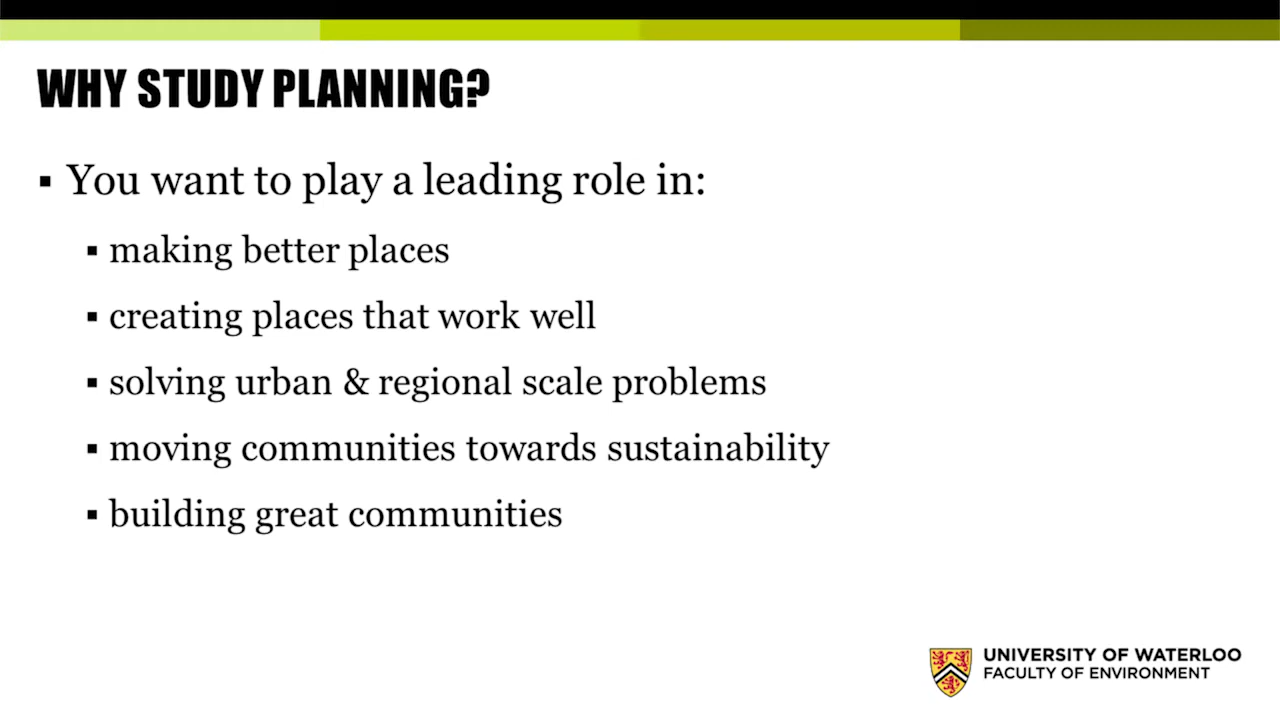 WHY STUDY PLANNING?
▪ You want to play a leading role in:
▪ making better places
▪ creating places that work well
▪ solving urban & regional scale problems
▪ moving communities towards sustainability
▪ building great communities
UNIVERSITY OF WATERLOO
FACULTY OF ENVIRONMENT